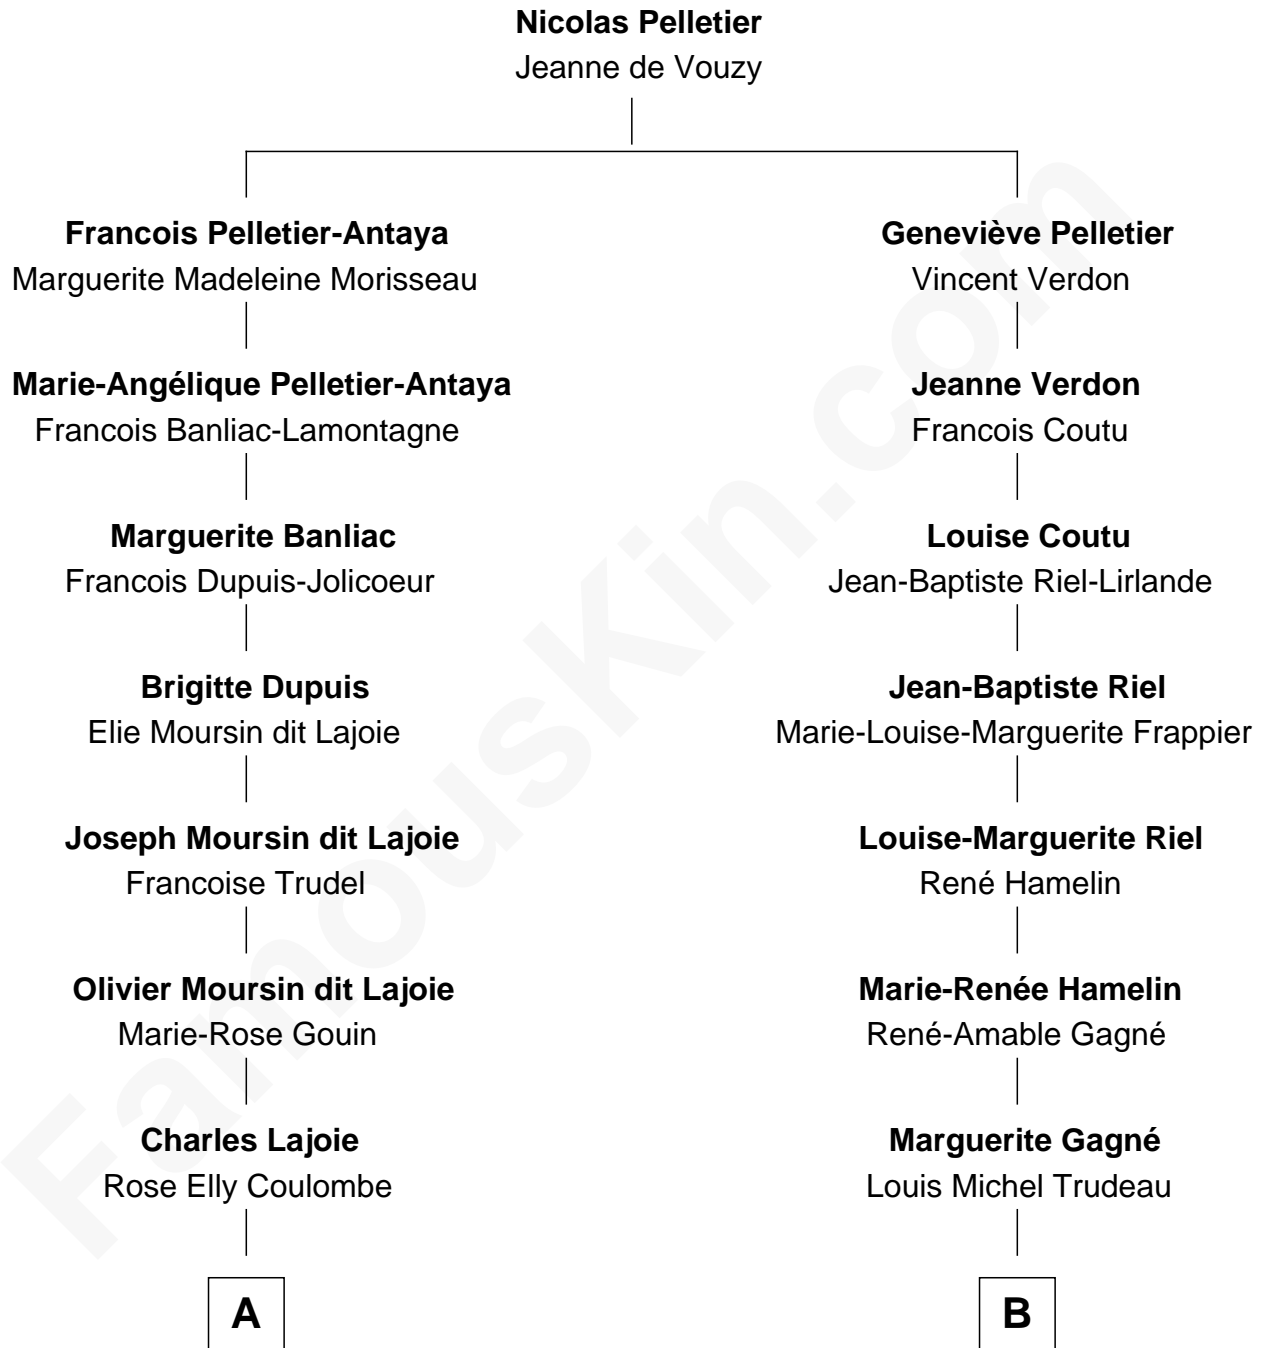 Nicolas Pelletier
Jeanne de Vouzy
Francois Pelletier-Antaya
Marguerite Madeleine Morisseau
Geneviève Pelletier
Vincent Verdon
Marie-Angélique Pelletier-Antaya
Francois Banliac-Lamontagne
Jeanne Verdon
Francois Coutu
Marguerite Banliac
Francois Dupuis-Jolicoeur
Louise Coutu
Jean-Baptiste Riel-Lirlande
Brigitte Dupuis
Elie Moursin dit Lajoie
Jean-Baptiste Riel
Marie-Louise-Marguerite Frappier
Joseph Moursin dit Lajoie
Francoise Trudel
Louise-Marguerite Riel
René Hamelin
Olivier Moursin dit Lajoie
Marie-Rose Gouin
Marie-Renée Hamelin
René-Amable Gagné
Charles Lajoie
Rose Elly Coulombe
Marguerite Gagné
Louis Michel Trudeau
A
B
FamousKin.com